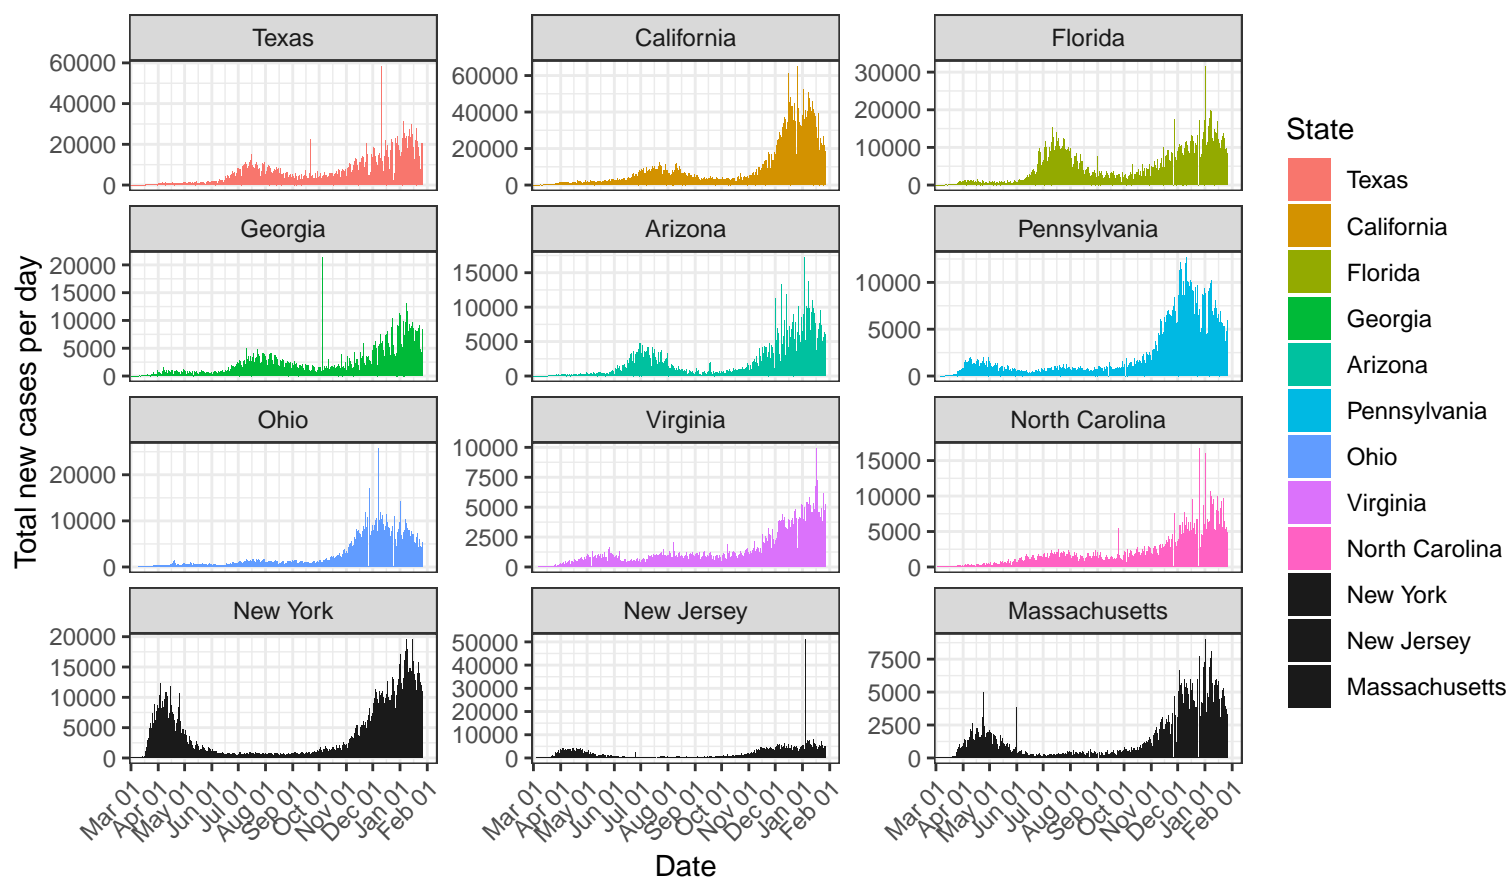 Texas
California
Florida
60000
40000
20000
0
60000
40000
20000
0
30000
20000
10000
0
Georgia
Arizona
Pennsylvania
20000
15000
10000
5000
0
15000
10000
5000
0
10000
5000
0
Ohio
Virginia
North Carolina
20000
10000
0
10000
7500
5000
2500
0
15000
10000
5000
0
New York
New Jersey
Massachusetts
20000
15000
10000
5000
0
50000
40000
30000
20000
10000
0
7500
5000
2500
0
Mar 01
Apr 01
May 01
Jun 01
Jul 01
Aug 01
Sep 01
Oct 01
Nov 01
Dec 01
Jan 01
Feb 01
Mar 01
Apr 01
May 01
Jun 01
Jul 01
Aug 01
Sep 01
Oct 01
Nov 01
Dec 01
Jan 01
Feb 01
Mar 01
Apr 01
May 01
Jun 01
Jul 01
Aug 01
Sep 01
Oct 01
Nov 01
Dec 01
Jan 01
Feb 01
Date
Total new cases per day
State
Texas
California
Florida
Georgia
Arizona
Pennsylvania
Ohio
Virginia
North Carolina
New York
New Jersey
Massachusetts